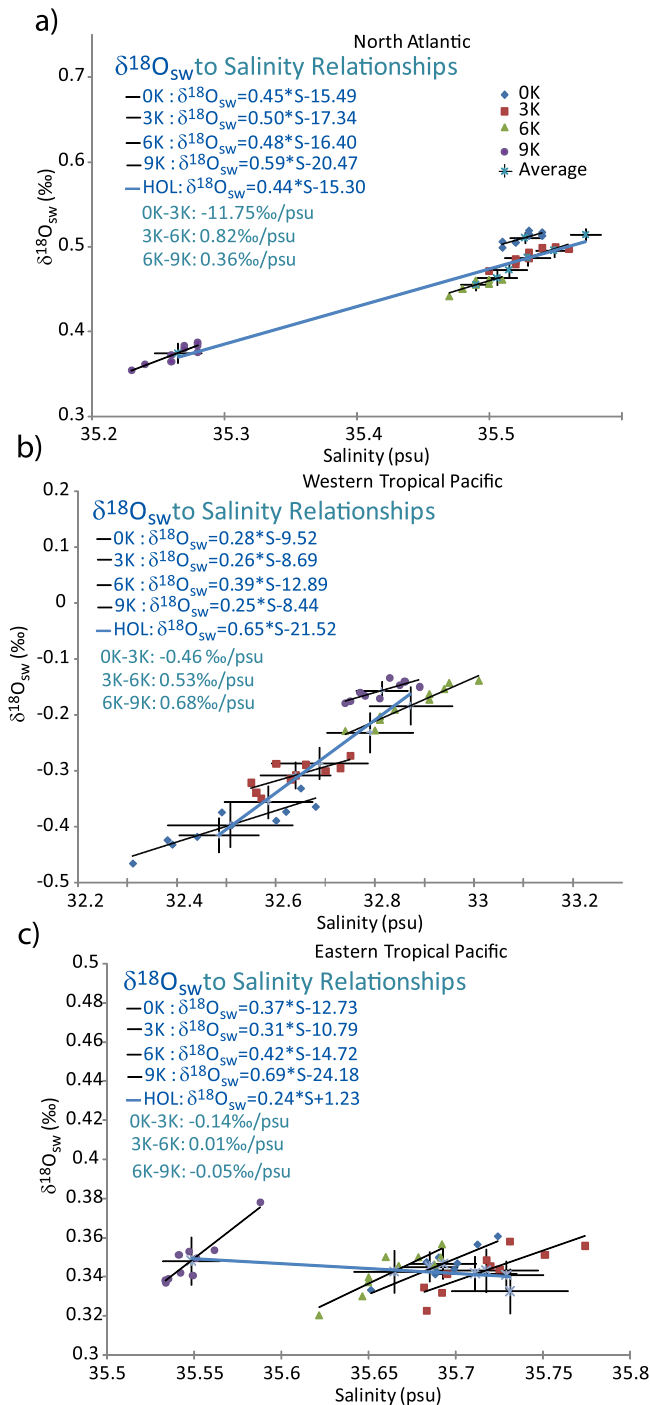 a)
North Atlantic
δ18Osw to Salinity Relationships
0K : δ18Osw=0.45*S-15.49
3K : δ18Osw=0.50*S-17.34
6K : δ18Osw=0.48*S-16.40
9K : δ18Osw=0.59*S-20.47
HOL: δ18Osw=0.44*S-15.30
0K-3K: -11.75‰/psu
3K-6K: 0.82‰/psu
6K-9K: 0.36‰/psu
0K
3K
6K
9K
Average
0.7
0.6
0.5
0.4
0.3
δ18Osw (‰)
35.2 35.3 35.4 35.5
Salinity (psu)
b)
Western Tropical Pacific
δ18Osw to Salinity Relationships
0K : δ18Osw=0.28*S-9.52
3K : δ18Osw=0.26*S-8.69
6K : δ18Osw=0.39*S-12.89
9K : δ18Osw=0.25*S-8.44
HOL: δ18Osw=0.65*S-21.52
0K-3K: -0.46 ‰/psu
3K-6K: 0.53‰/psu
6K-9K: 0.68‰/psu
0.2
0.1
0
-0.1
-0.2
-0.3
-0.4
-0.5
δ18Osw (‰)
32.2 32.4 32.6 32.8 33 33.2
Salinity (psu)
c)
Eastern Tropical Pacific
δ18Osw to Salinity Relationships
0K : δ18Osw=0.37*S-12.73
3K : δ18Osw=0.31*S-10.79
6K : δ18Osw=0.42*S-14.72
9K : δ18Osw=0.69*S-24.18
HOL: δ18Osw=0.24*S+1.23
0K-3K: -0.14‰/psu
3K-6K: 0.01‰/psu
6K-9K: -0.05‰/psu
0.5
0.48
0.46
0.44
0.42
0.4
0.38
0.36
0.34
0.32
0.3
δ18Osw (‰)
35.5 35.55 35.6 35.65 35.7 35.75 35.8
Salinity (psu)